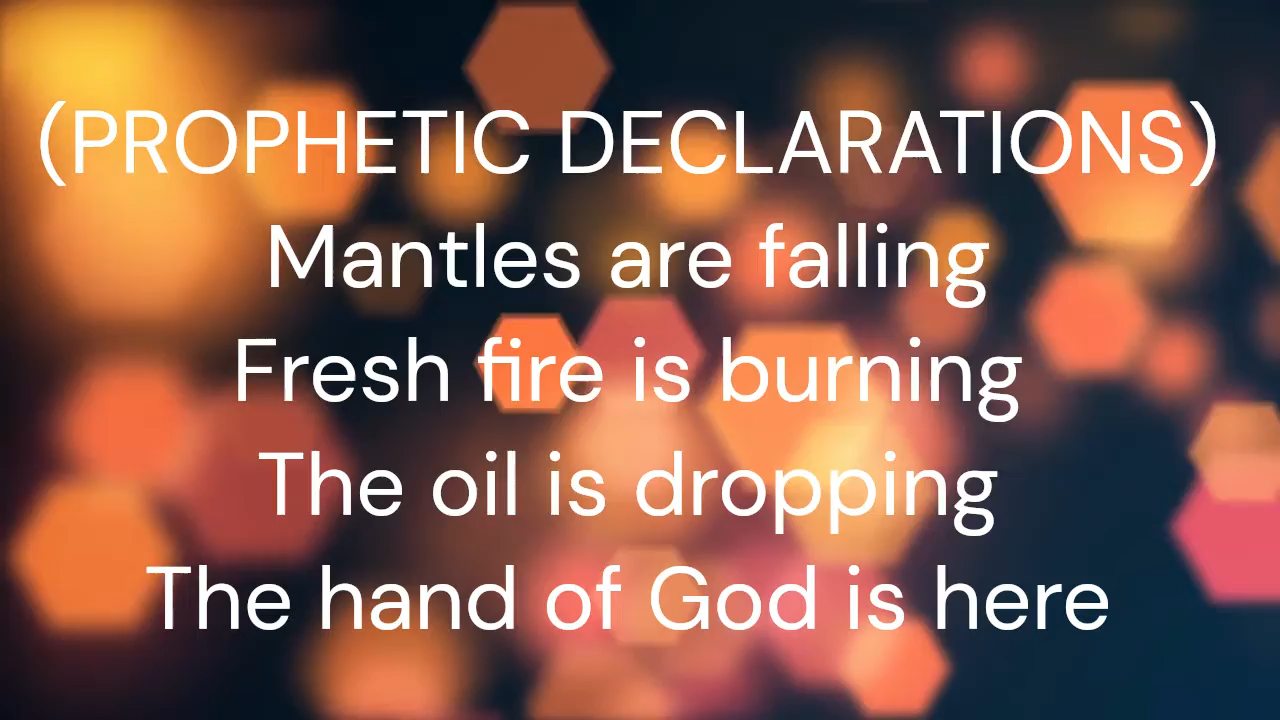 (PROPHETIC DECLARATIONS)
Mantles are falling
Fresh fire is burning
The oil is dropping
The hand of God is here